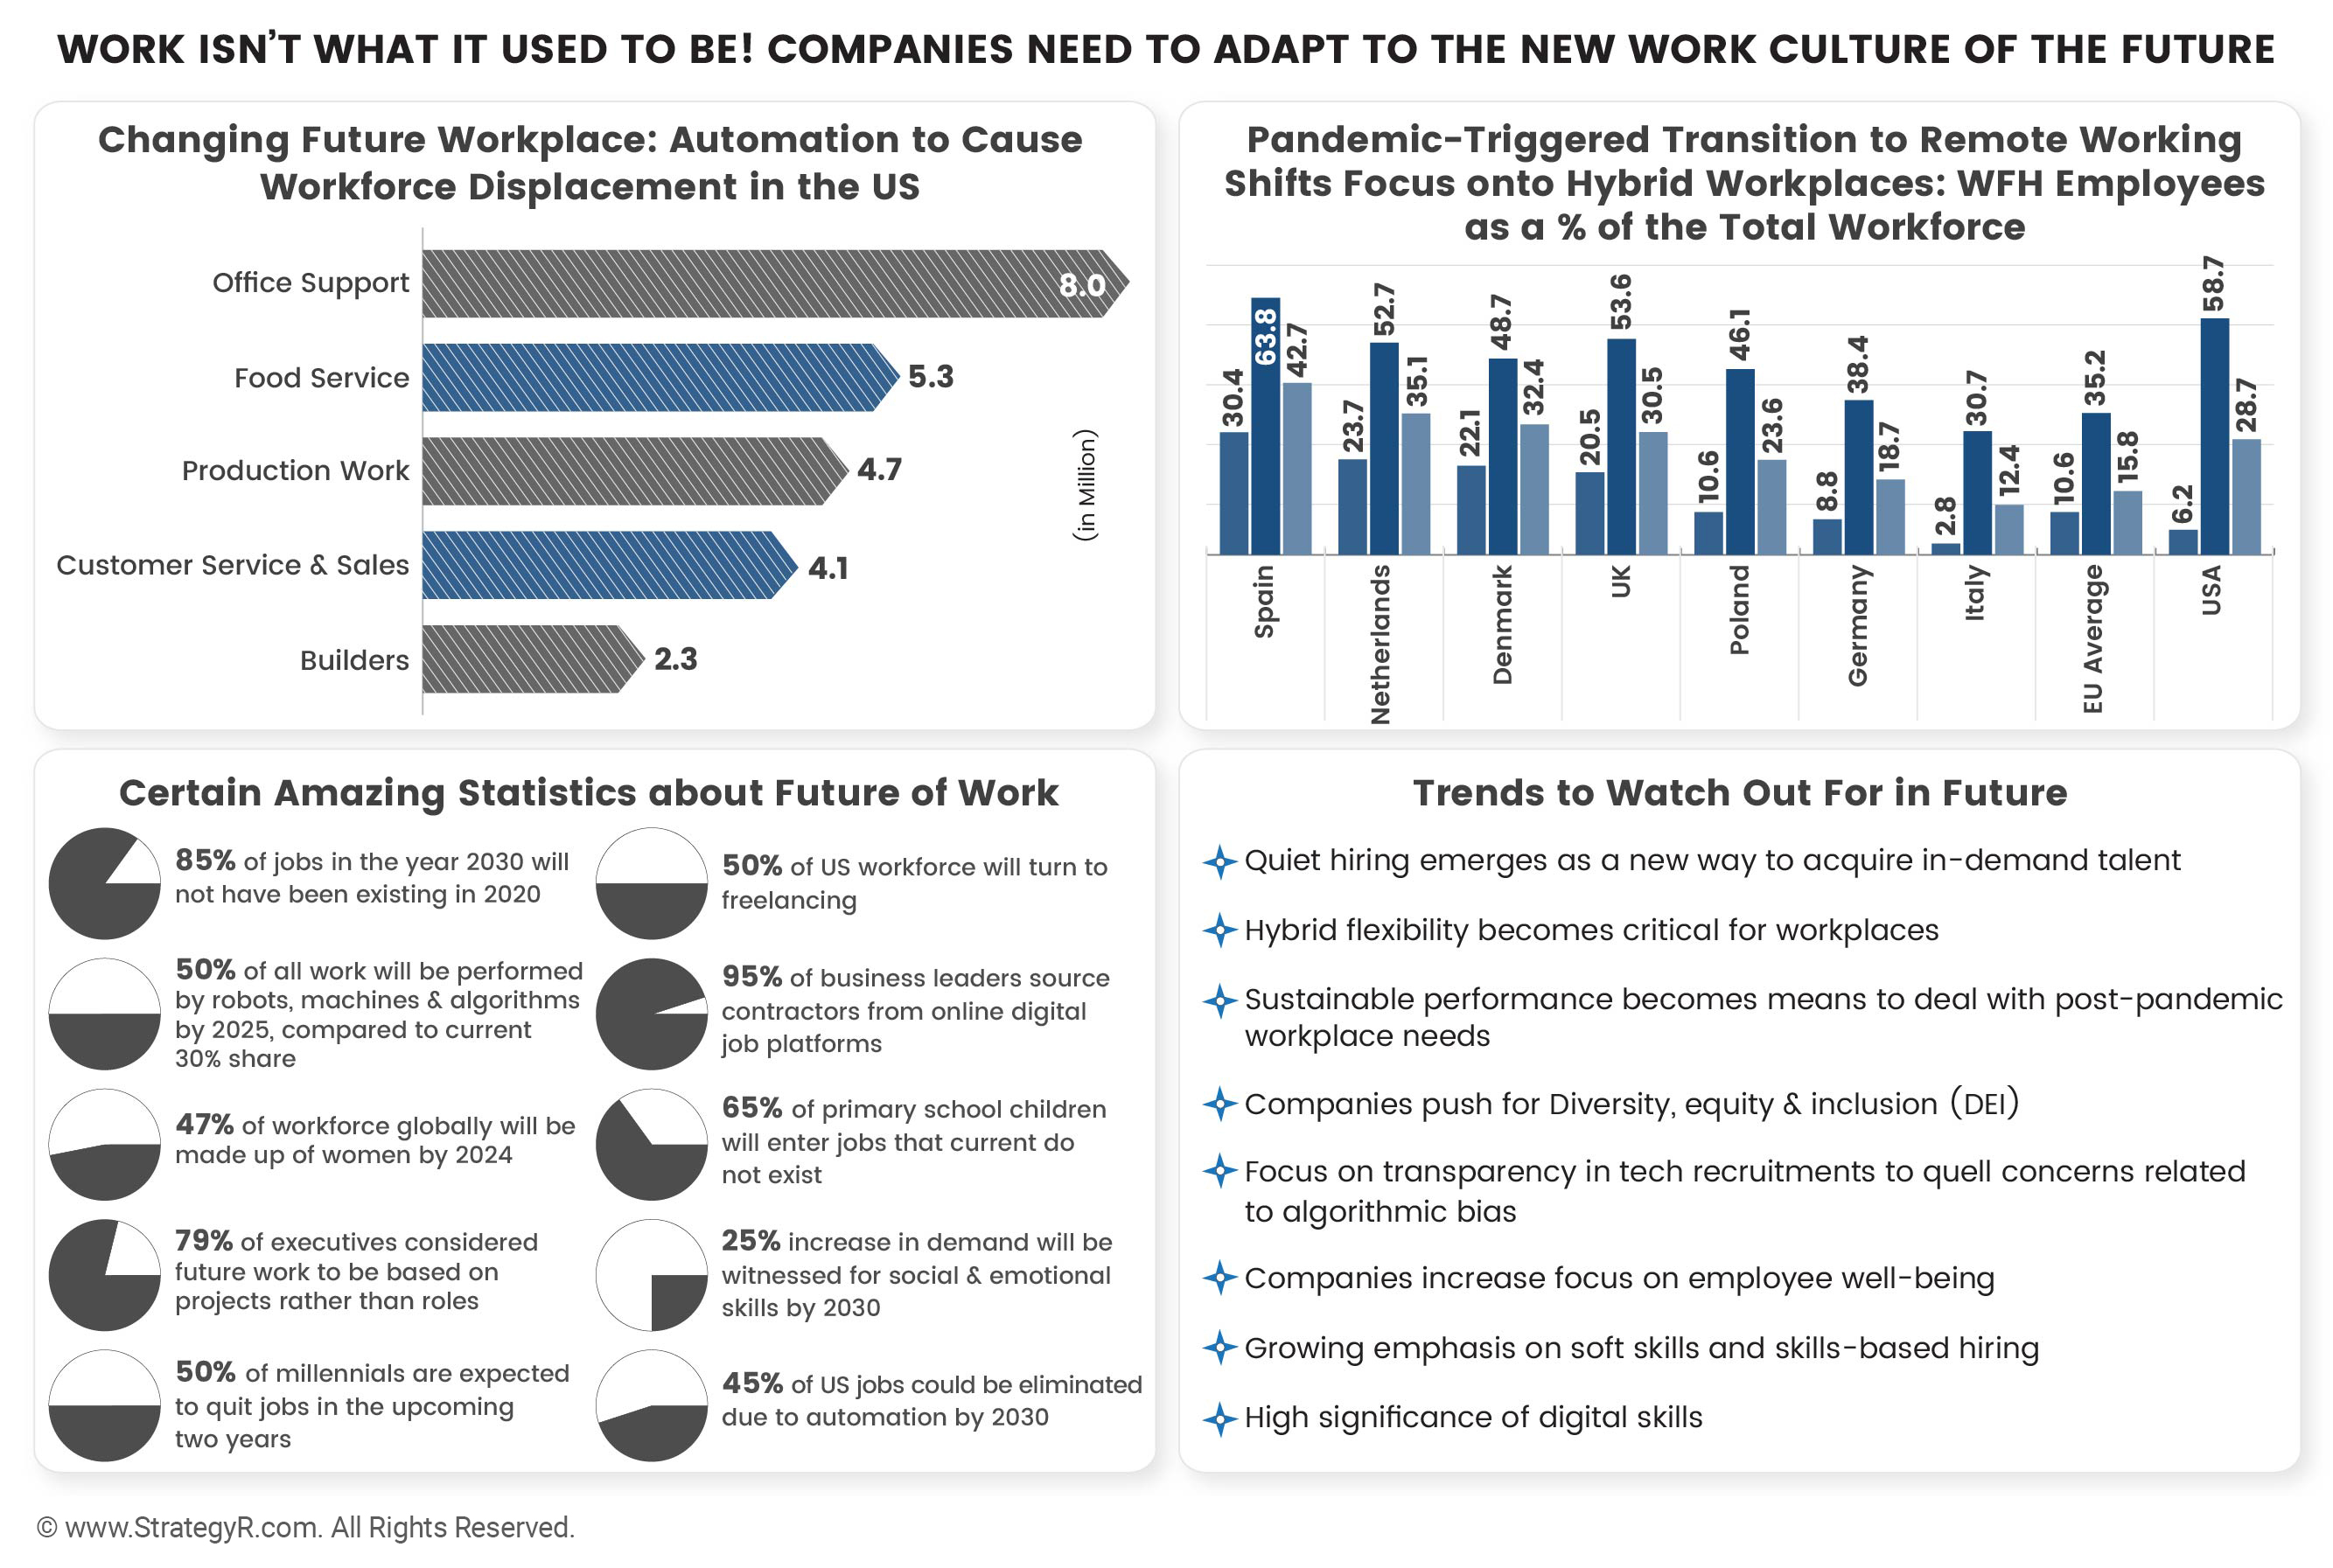 WORK ISN’T WHAT IT USED TO BE! COMPANIES NEED TO ADAPT TO THE NEW WORK CULTURE OF THE FUTURE
Changing Future Workplace: Automation to Cause
Workforce Displacement in the US
Office Support
8.0
Food Service
5.3
Production Work
4.7
Customer Service & Sales
4.1
Builders
2.3
(in Million)
Pandemic-Triggered Transition to Remote Working
Shifts Focus onto Hybrid Workplaces: WFH Employees
as a % of the Total Workforce
30.4
63.8
42.7
23.7
52.7
35.1
22.1
48.7
32.4
20.5
53.6
30.5
10.6
46.1
23.6
8.8
38.4
18.7
2.8
30.7
12.4
10.6
35.2
15.8
6.2
58.7
28.7
Spain
Netherlands
Denmark
UK
Poland
Germany
Italy
EU Average
USA
Certain Amazing Statistics about Future of Work
85% of jobs in the year 2030 will
not have been existing in 2020
50% of all work will be performed
by robots, machines & algorithms
by 2025, compared to current
30% share
47% of workforce globally will be
made up of women by 2024
79% of executives considered
future work to be based on
projects rather than roles
50% of millennials are expected
to quit jobs in the upcoming
two years
50% of US workforce will turn to
freelancing
95% of business leaders source
contractors from online digital
job platforms
65% of primary school children
will enter jobs that current do
not exist
25% increase in demand will be
witnessed for social & emotional
skills by 2030
45% of US jobs could be eliminated
due to automation by 2030
Trends to Watch Out For in Future
Quiet hiring emerges as a new way to acquire in-demand talent
Hybrid flexibility becomes critical for workplaces
Sustainable performance becomes means to deal with post-pandemic
workplace needs
Companies push for Diversity, equity & inclusion (DEI)
Focus on transparency in tech recruitments to quell concerns related
to algorithmic bias
Companies increase focus on employee well-being
Growing emphasis on soft skills and skills-based hiring
High significance of digital skills
© www.StrategyR.com. All Rights Reserved.